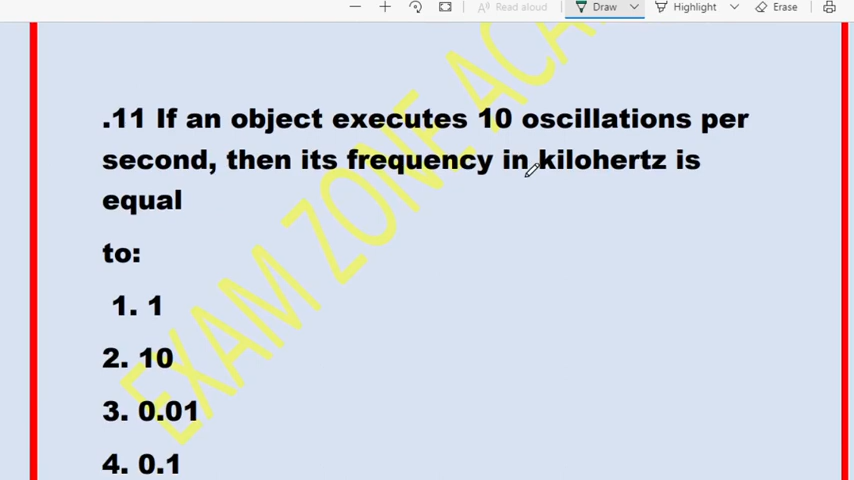 Read aloud Draw Highlight Erase
.11 If an object executes 10 oscillations per
second, then its frequency in kilohertz is
equal
to:
1. 1
2. 10
3. 0.01
4. 0.1
EXAM ZONE ACA